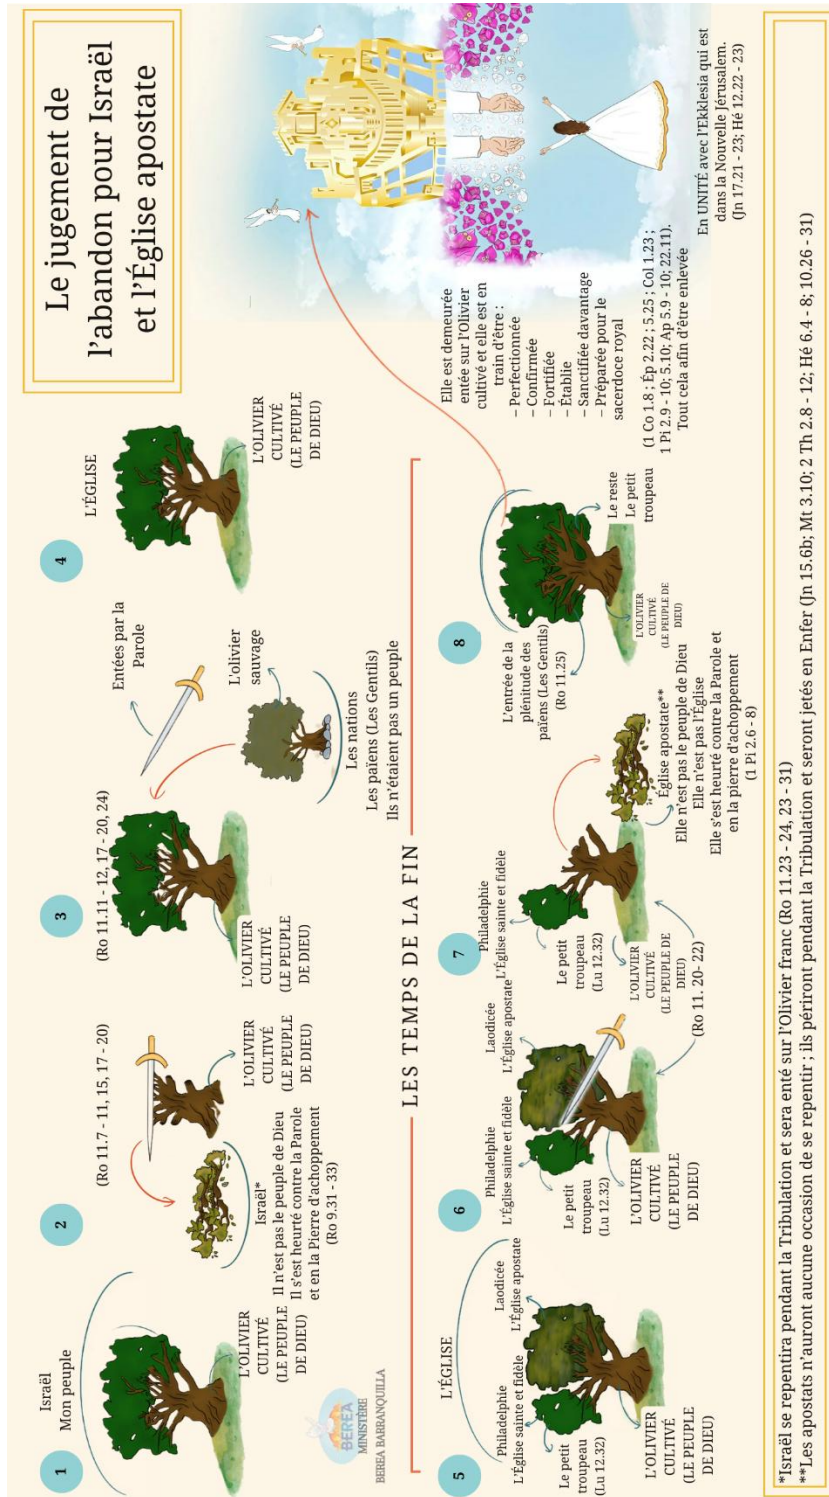 Le jugement de
l'abandon pour Israël
et l'Église apostate
1
Israël
Mon peuple
L'OLIVIER
CULTIVÉ
(LE PEUPLE
DE DIEU)
BEREA
MINISTÈRE
BEREA BARRANQUILLA
2
(Ro 11.7 - 11, 15, 17 - 20)
L'OLIVIER
CULTIVÉ
(LE PEUPLE
DE DIEU)
Israël*
Il n'est pas le peuple de Dieu
Il s'est heurté contre la Parole
et en la Pierre d'achoppement
(Ro 9.31 - 33)
3
(Ro 11.11 - 12, 17 - 20, 24)
L'OLIVIER
CULTIVÉ
(LE PEUPLE
DE DIEU)
Entées par la
Parole
L'olivier
sauvage
Les nations
Les païens (Les Gentils)
Ils n'étaient pas un peuple
4
L'ÉGLISE
L'OLIVIER
CULTIVÉ
(LE PEUPLE
DE DIEU)
LES TEMPS DE LA FIN
5
L'ÉGLISE
Philadelphie
L'Église sainte et fidèle
Laodicée
L'Église apostate
Le petit
troupeau
(Lu 12.32)
L'OLIVIER
CULTIVÉ
(LE PEUPLE
DE DIEU)
6
Philadelphie
L'Église sainte et fidèle
Laodicée
L'Église apostate
Le petit
troupeau
(Lu 12.32)
L'OLIVIER
CULTIVÉ
(LE PEUPLE
DE DIEU)
(Ro 11. 20- 22)
7
Philadelphie
L'Église sainte et fidèle
Le petit
troupeau
(Lu 12.32)
L'OLIVIER
CULTIVÉ
(LE PEUPLE DE
DIEU)
Église apostate**
Elle n'est pas le peuple de Dieu
Elle n'est pas l'Église
Elle s'est heurté contre la Parole et
en la pierre d'achoppement
(1 Pi 2.6 - 8)
8
L'entrée de la
plénitude des
païens (Les Gentils)
(Ro 11.25)
L'OLIVIER
CULTIVÉ
(LE PEUPLE DE
DIEU)
Le reste
Le petit
troupeau
Elle est demeurée
entée sur l'Olivier
cultivé et elle est en
train d'être :
– Perfectionnée
– Confirmée
– Fortifiée
– Établie
– Sanctifiée davantage
– Préparée pour le
sacerdoce royal
(1 Co 1.8 ; Ép 2.22 ; 5.25 ; Col 1.23 ;
1 Pi 2.9 - 10; 5.10; Ap 5.9 - 10; 22.11).
Tout cela afin d'être enlevée
En UNITÉ avec l'Ekklesia qui est
dans la Nouvelle Jérusalem.
(Jn 17.21 - 23; Hé 12.22 - 23)
*Israël se repentira pendant la Tribulation et sera enté sur l'Olivier franc (Ro 11.23 - 24, 23 - 31)
**Les apostats n'auront aucune occasion de se repentir ; ils périront pendant la Tribulation et seront jetés en Enfer (Jn 15.6b; Mt 3.10; 2 Th 2.8 - 12; Hé 6.4 - 8; 10.26 - 31)